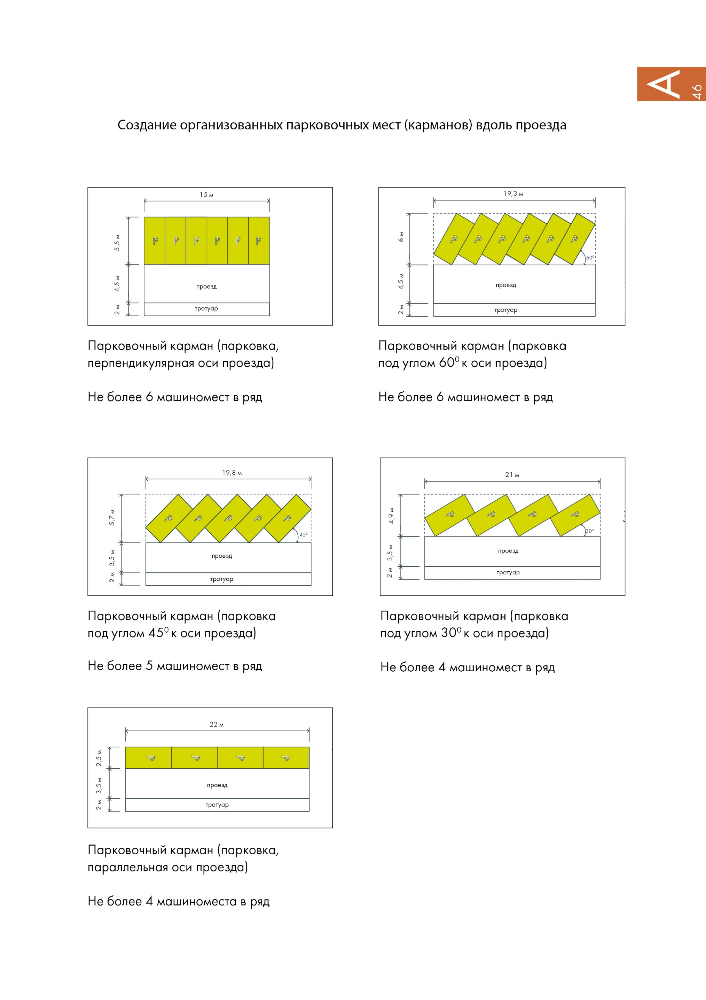 А
46
Создание организованных парковочных мест (карманов) вдоль проезда
15 м
5,5 м
P P P P P P
4,5 м
проезд
2 м
тротуар
Парковочный карман (парковка,
перпендикулярная оси проезда)
Не более 6 машиномест в ряд
19,3 м
6 м
P P P P P P
60⁰
4,5 м
проезд
2 м
тротуар
Парковочный карман (парковка
под углом 60⁰ к оси проезда)
Не более 6 машиномест в ряд
19,8 м
5,7 м
P P P P P
45⁰
3,5 м
проезд
2 м
тротуар
Парковочный карман (парковка
под углом 45⁰ к оси проезда)
Не более 5 машиномест в ряд
21 м
4,9 м
P P P P
30⁰
3,5 м
проезд
2 м
тротуар
Парковочный карман (парковка
под углом 30⁰ к оси проезда)
Не более 4 машиномест в ряд
22 м
2,5 м
P P P P
3,5 м
проезд
2 м
тротуар
Парковочный карман (парковка,
параллельная оси проезда)
Не более 4 машиноместа в ряд